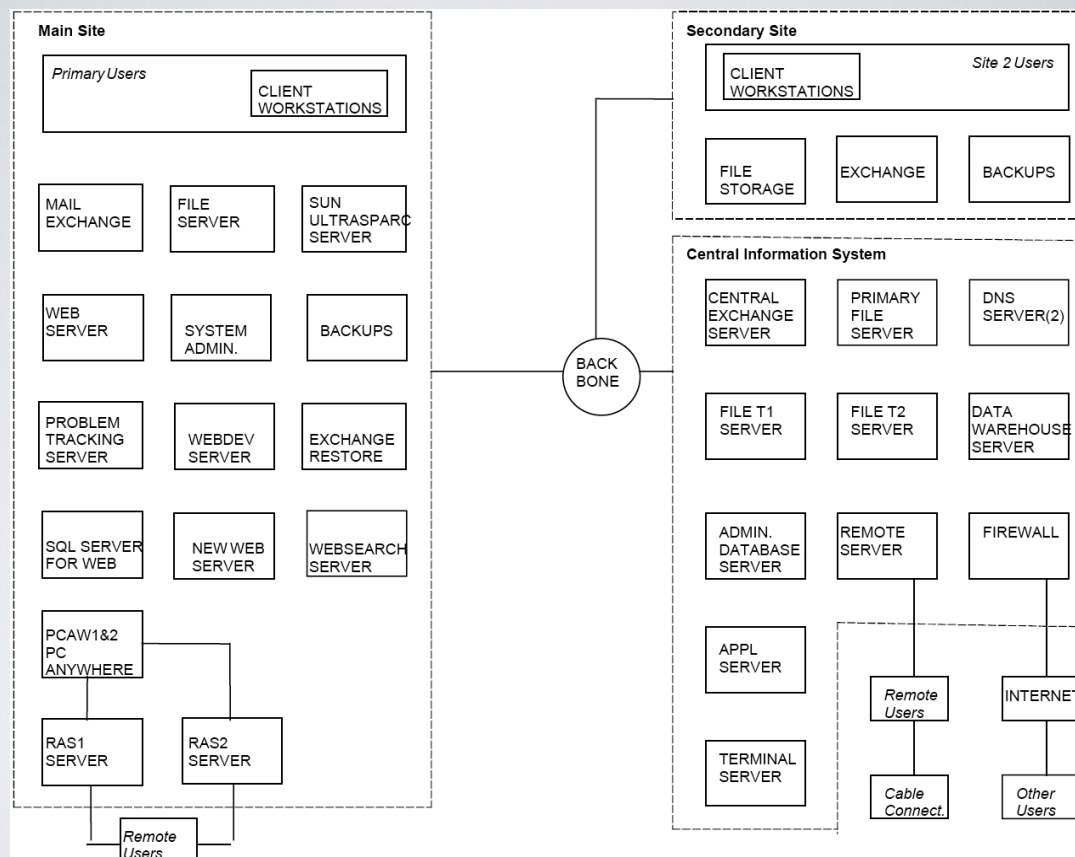 Main Site
Primary Users
CLIENT
WORKSTATIONS
MAIL
EXCHANGE
FILE
SERVER
SUN
ULTRASPARC
SERVER
WEB
SERVER
SYSTEM
ADMIN.
BACKUPS
PROBLEM
TRACKING
SERVER
WEBDEV
SERVER
EXCHANGE
RESTORE
SQL SERVER
FOR WEB
NEW WEB
SERVER
WEBSEARCH
SERVER
PCAW1&2
PC
ANYWHERE
RAS1
SERVER
RAS2
SERVER
Remote
Users
BACK
BONE
Secondary Site
Site 2 Users
CLIENT
WORKSTATIONS
FILE
STORAGE
EXCHANGE
BACKUPS
Central Information System
CENTRAL
EXCHANGE
SERVER
PRIMARY
FILE
SERVER
DNS
SERVER(2)
FILE T1
SERVER
FILE T2
SERVER
DATA
WAREHOUSE
SERVER
ADMIN.
DATABASE
SERVER
REMOTE
SERVER
FIREWALL
APPL
SERVER
Remote
Users
INTERNET
TERMINAL
SERVER
Cable
Connect.
Other
Users